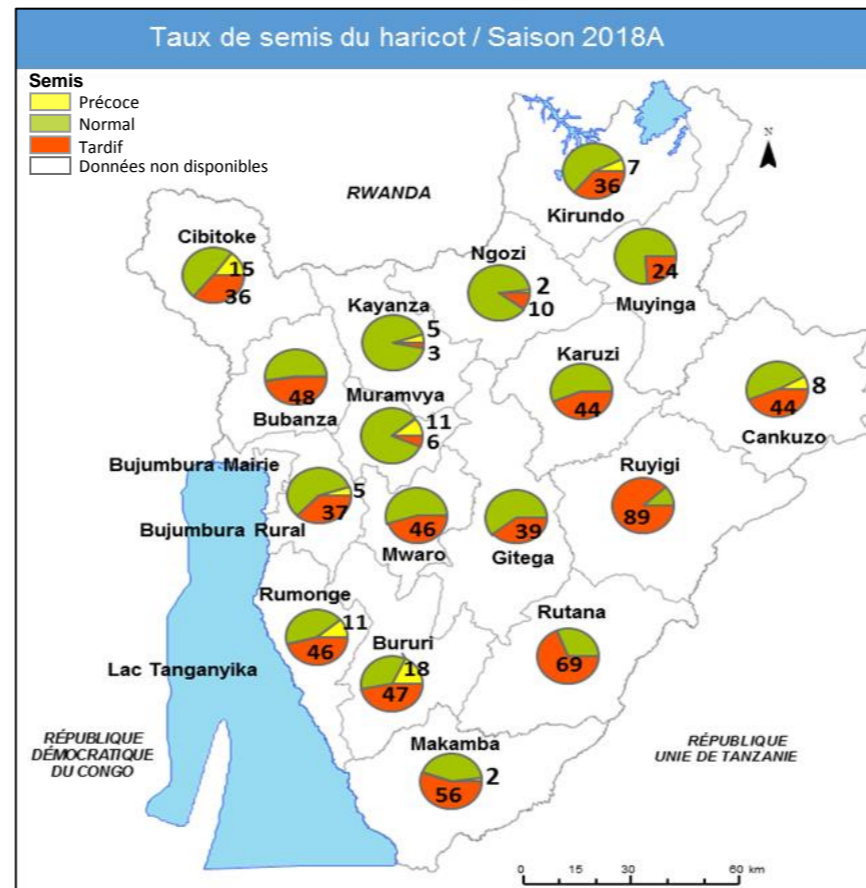 Taux de semis du haricot / Saison 2018A
Semis
Précoce
Normal
Tardif
Données non disponibles
N
RWANDA
7
36
Kirundo
Cibitoke
15
36
Ngozi
2
10
24
Muyinga
Kayanza
5
3
Karuzi
44
8
44
Cankuzo
48
Bubanza
Muramvya
11
6
Bujumbura Mairie
5
37
Bujumbura Rural
46
Mwaro
39
Gitega
Ruyigi
89
Rumonge
11
46
Bururi
18
47
Rutana
69
Lac Tanganyika
RÉPUBLIQUE
DÉMOCRATIQUE
DU CONGO
Makamba
2
56
RÉPUBLIQUE
UNIE DE TANZANIE
0 15 30 60 km